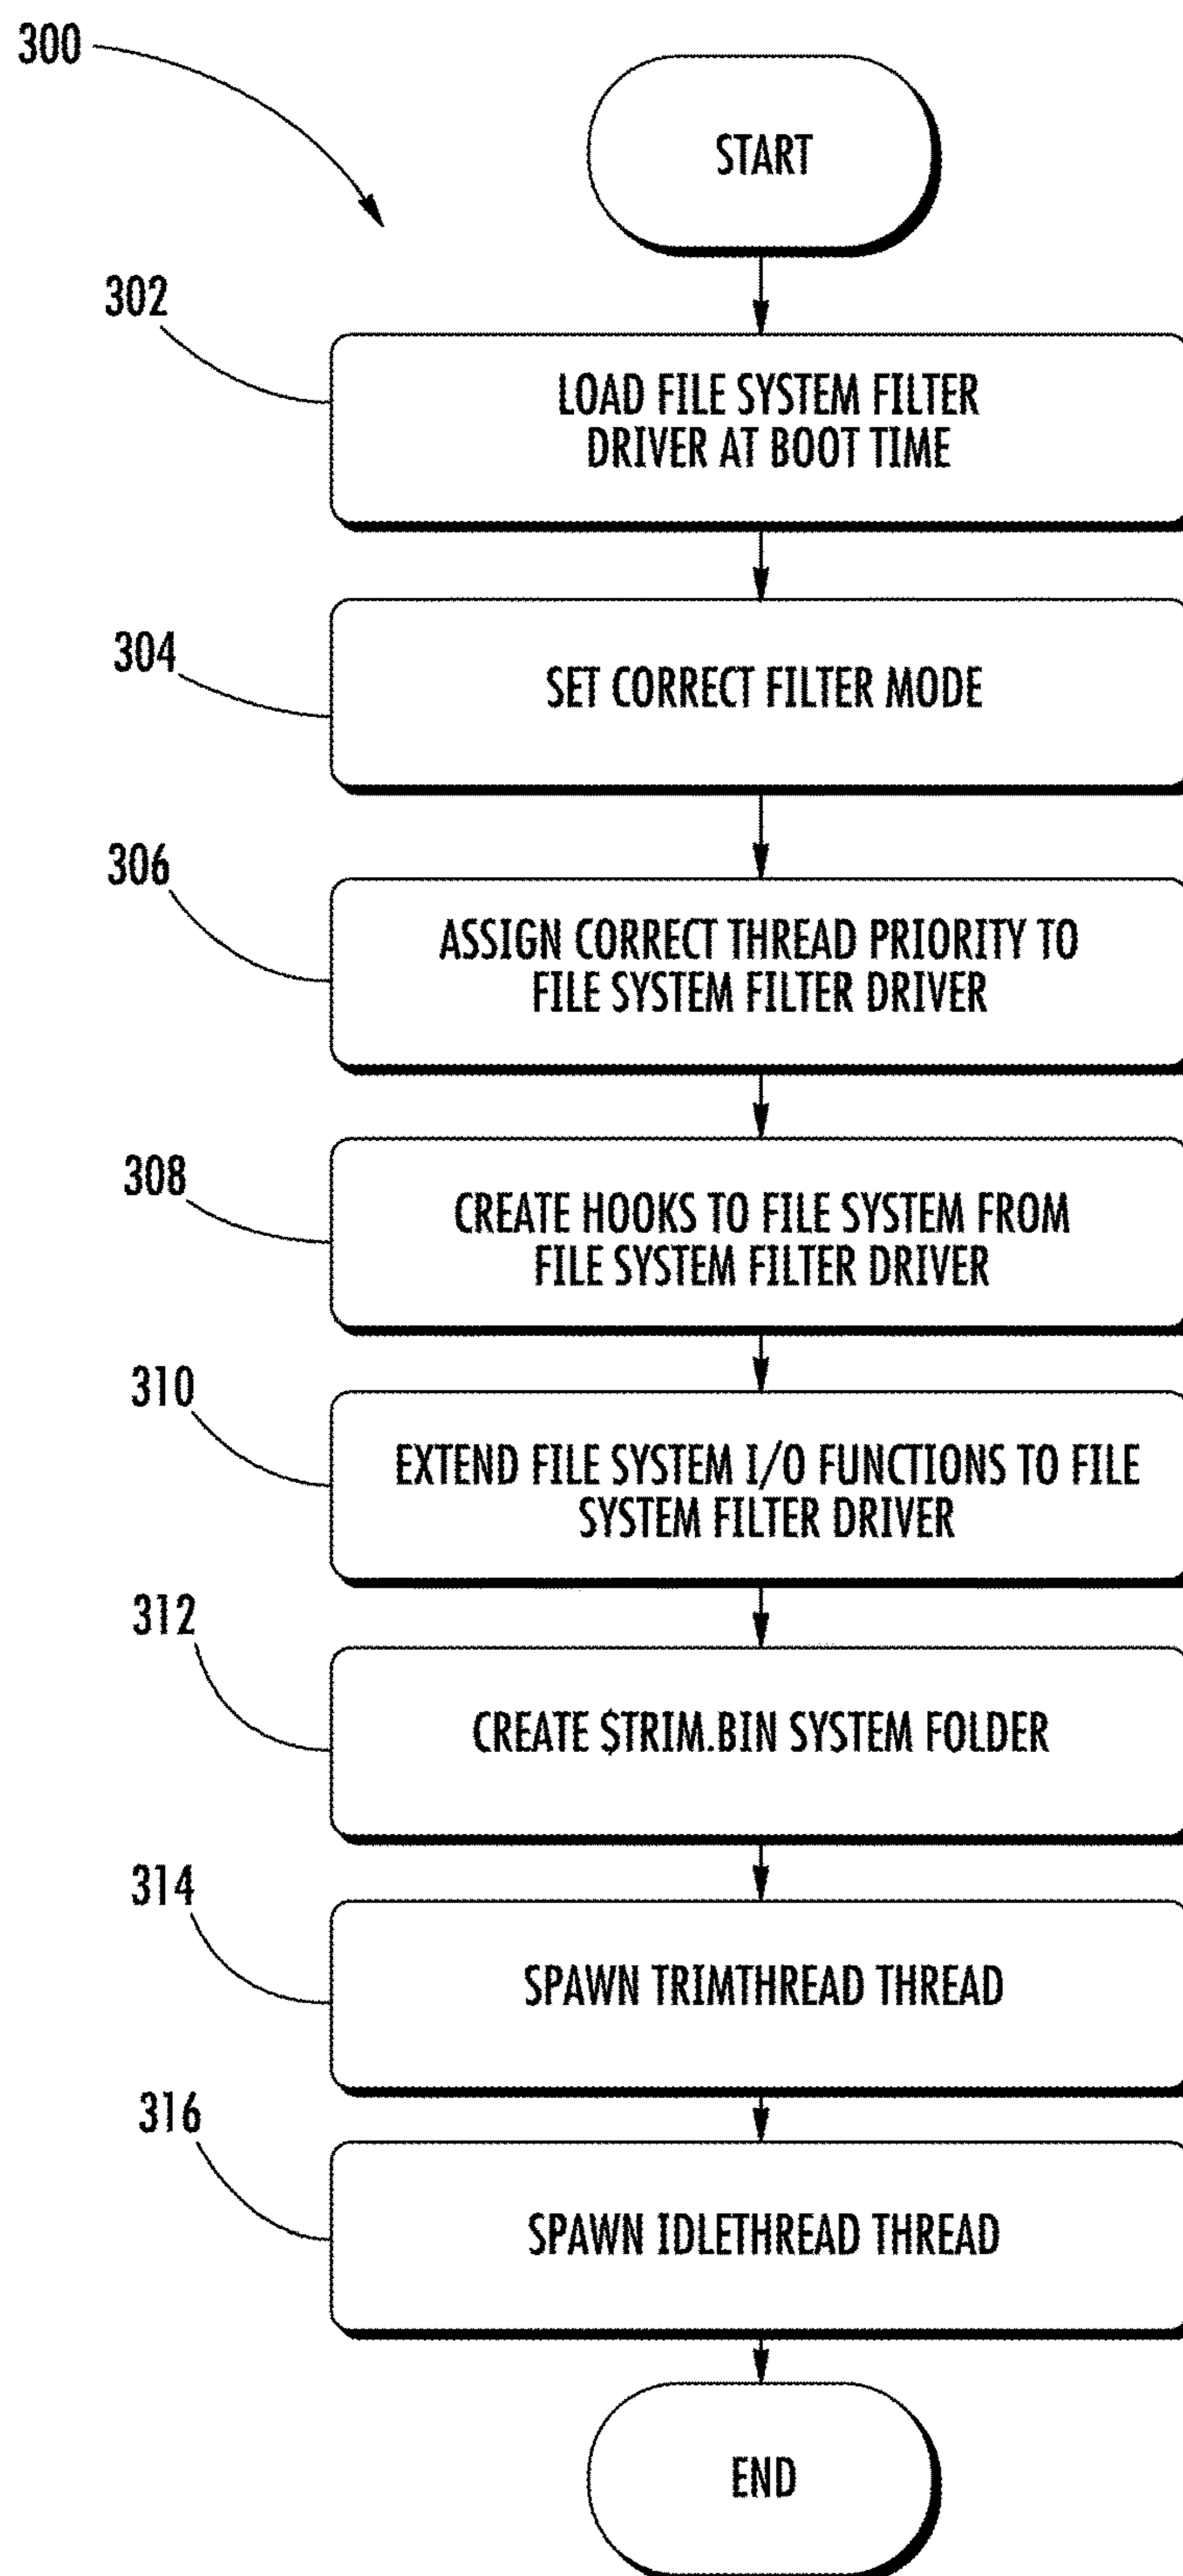 300
START
302
LOAD FILE SYSTEM FILTER
DRIVER AT BOOT TIME
304
SET CORRECT FILTER MODE
306
ASSIGN CORRECT THREAD PRIORITY TO
FILE SYSTEM FILTER DRIVER
308
CREATE HOOKS TO FILE SYSTEM FROM
FILE SYSTEM FILTER DRIVER
310
EXTEND FILE SYSTEM I/O FUNCTIONS TO FILE
SYSTEM FILTER DRIVER
312
CREATE $TRIM.BIN SYSTEM FOLDER
314
SPAWN TRIMTHREAD THREAD
316
SPAWN IDLETHREAD THREAD
END